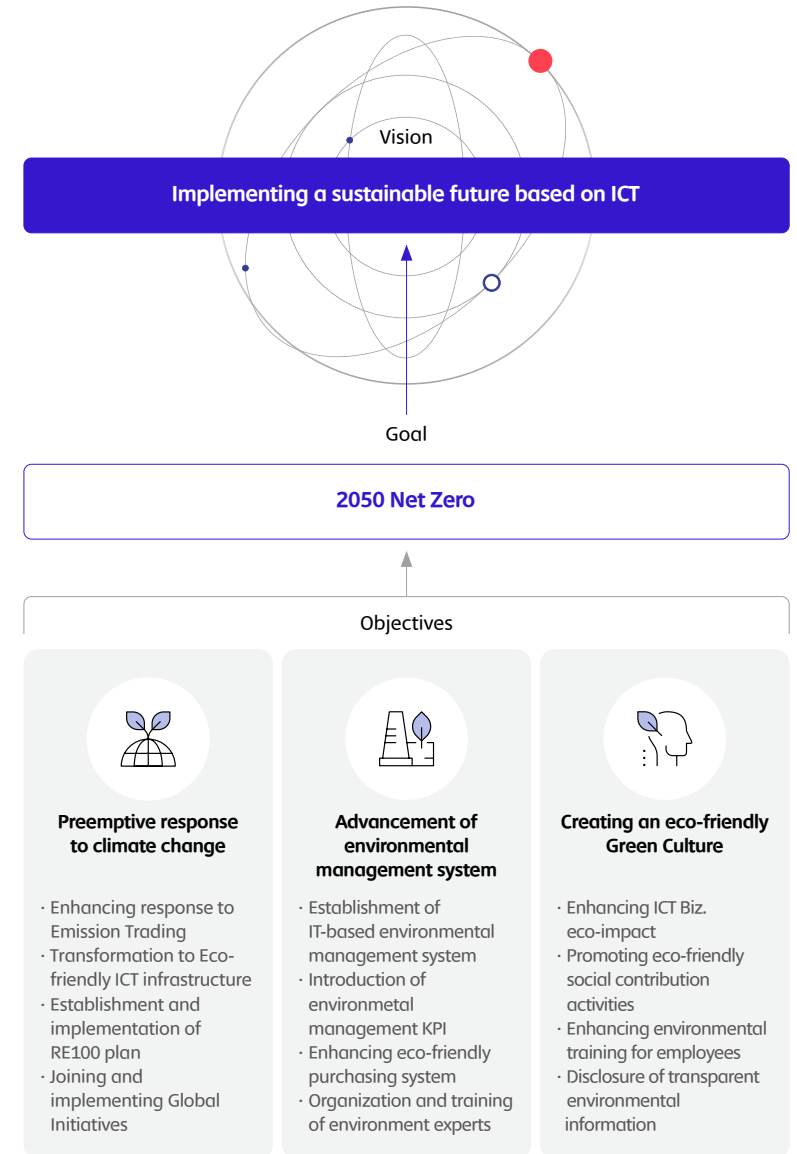 Vision
Implementing a sustainable future based on ICT
Goal
2050 Net Zero
Objectives
Preemptive response
to climate change
· Enhancing response to
Emission Trading
· Transformation to Eco-
friendly ICT infrastructure
· Establishment and
implementation of
RE100 plan
· Joining and
implementing Global
Initiatives
Advancement of
environmental
management system
· Establishment of
IT-based environmental
management system
· Introduction of
environmetal
management KPI
· Enhancing eco-friendly
purchasing system
· Organization and training
of environment experts
Creating an eco-friendly
Green Culture
· Enhancing ICT Biz.
eco-impact
· Promoting eco-friendly
social contribution
activities
· Enhancing environmental
training for employees
· Disclosure of transparent
environmental
information